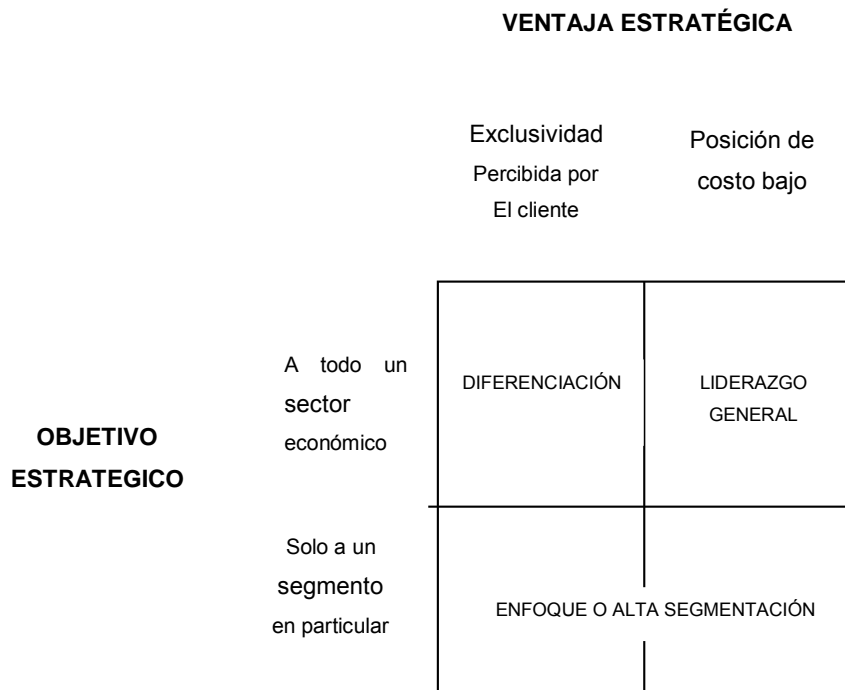 VENTAJA ESTRATÉGICA
Exclusividad
Percibida por
El cliente
Posición de
costo bajo
A todo un
sector
económico
DIFERENCIACIÓN
LIDERAZGO
GENERAL
OBJETIVO
ESTRATEGICO
Solo a un
segmento
en particular
ENFOQUE O ALTA SEGMENTACIÓN